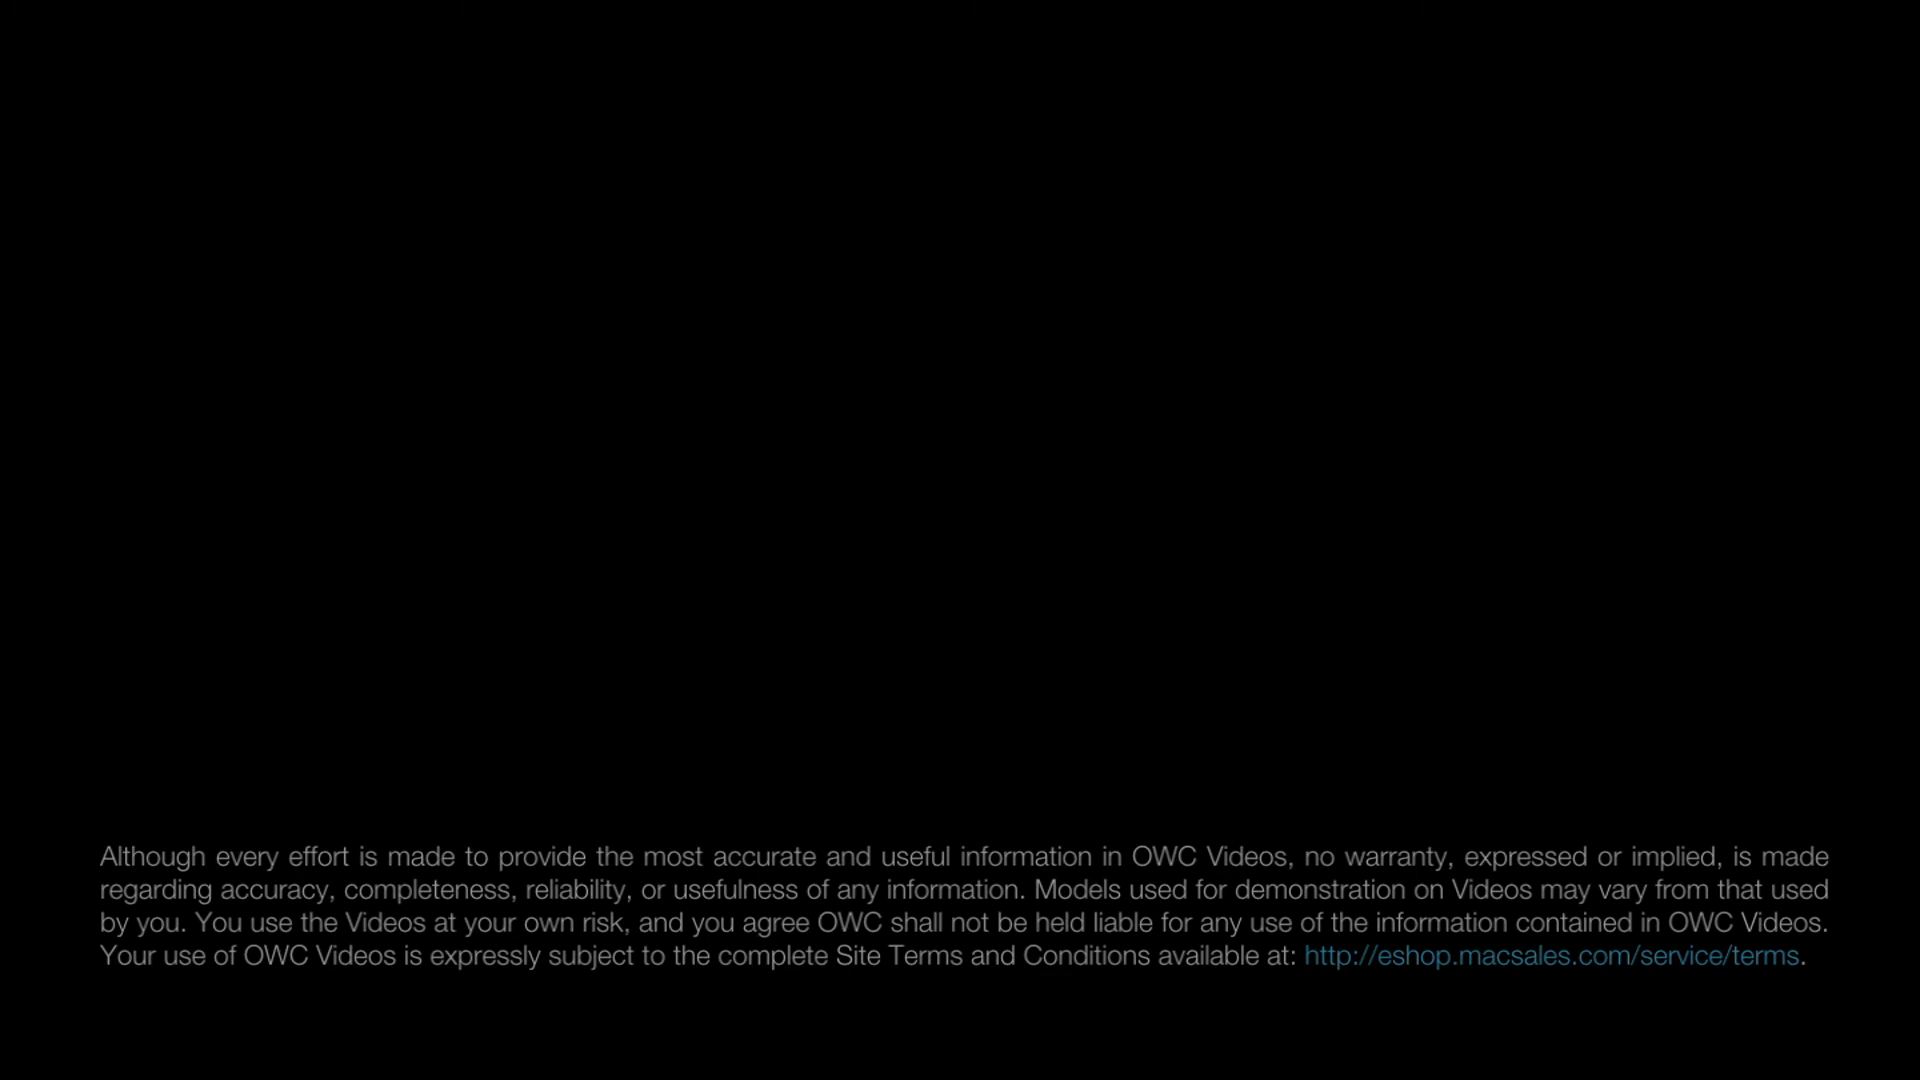 Although every effort is made to provide the most accurate and useful information in OWC Videos, no warranty, expressed or implied, is made
regarding accuracy, completeness, reliability, or usefulness of any information. Models used for demonstration on Videos may vary from that used
by you. You use the Videos at your own risk, and you agree OWC shall not be held liable for any use of the information contained in OWC Videos.
Your use of OWC Videos is expressly subject to the complete Site Terms and Conditions available at: http://eshop.macsales.com/service/terms.